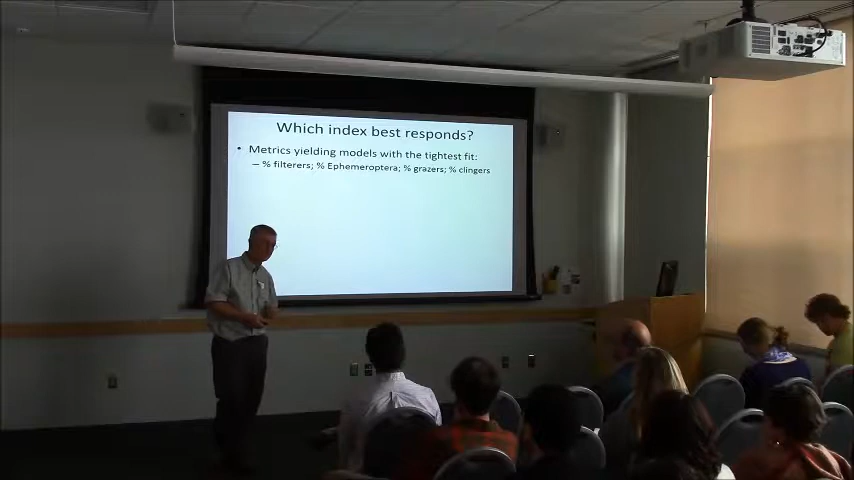 Which index best responds?
• Metrics yielding models with the tightest fit:
– % filterers; % Ephemeroptera; % grazers; % clingers